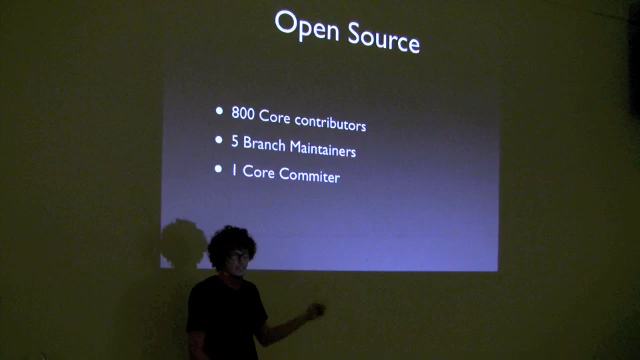 Open Source
• 800 Core contributors
• 5 Branch Maintainers
• 1 Core Commiter